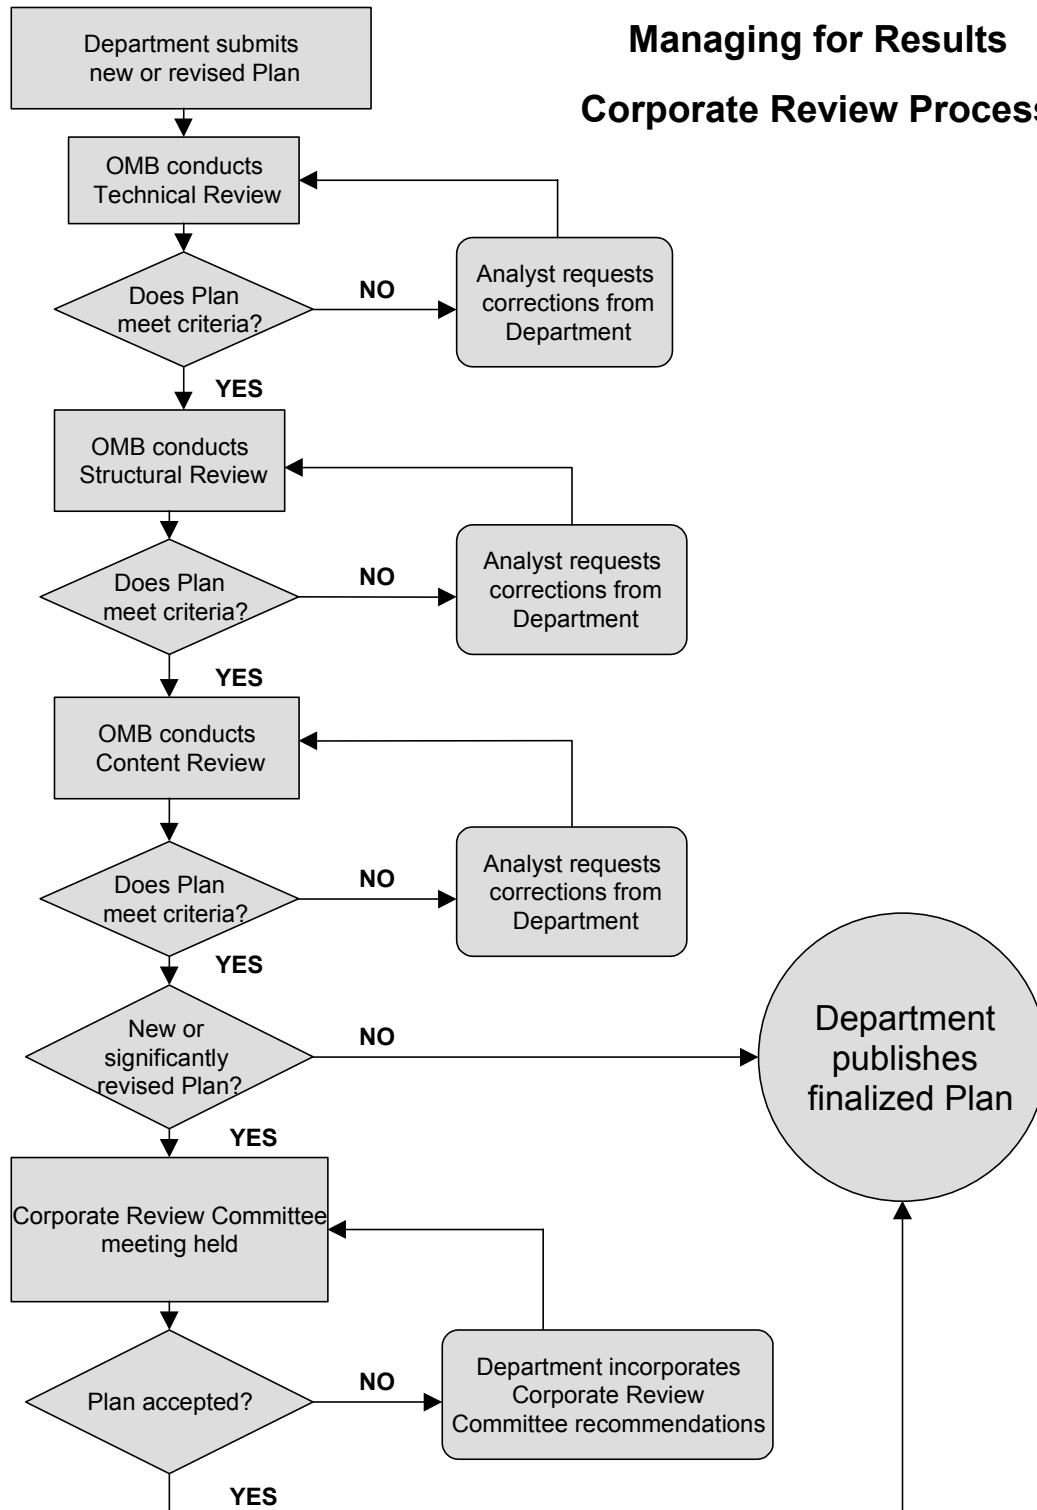 Managing for Results
Corporate Review Process
Department submits
new or revised Plan
OMB conducts
Technical Review
Does Plan
meet criteria?
NO
Analyst requests
corrections from
Department
YES
OMB conducts
Structural Review
Does Plan
meet criteria?
NO
Analyst requests
corrections from
Department
YES
OMB conducts
Content Review
Does Plan
meet criteria?
NO
Analyst requests
corrections from
Department
YES
New or
significantly
revised Plan?
NO
Department
publishes
finalized Plan
YES
Corporate Review Committee
meeting held
Plan accepted?
NO
Department incorporates
Corporate Review
Committee recommendations
YES